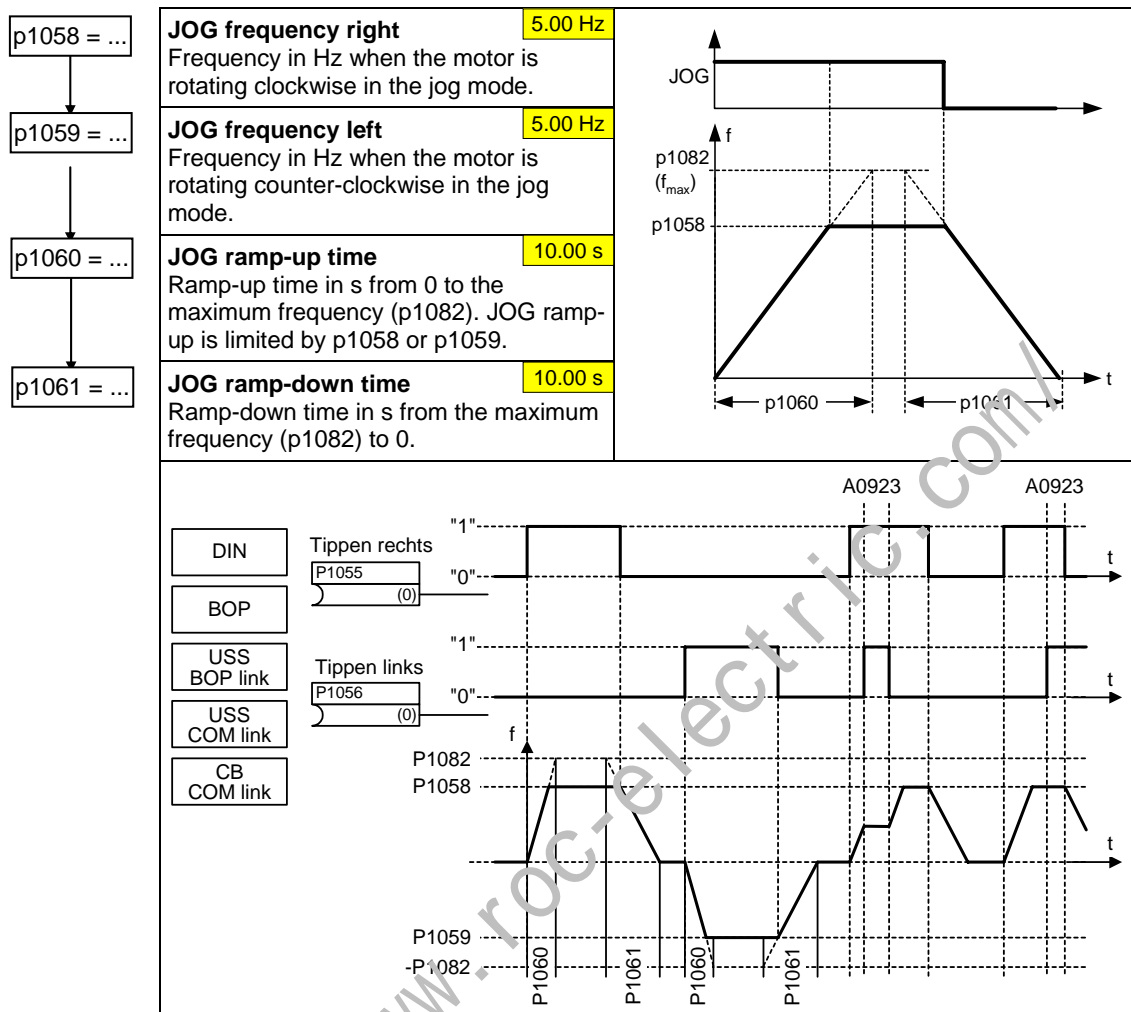 p1058 = ...
JOG frequency right
5.00 Hz
Frequency in Hz when the motor is
rotating clockwise in the jog mode.
p1059 = ...
JOG frequency left
5.00 Hz
Frequency in Hz when the motor is
rotating counter-clockwise in the jog
mode.
p1060 = ...
JOG ramp-up time
10.00 s
Ramp-up time in s from 0 to the
maximum frequency (p1082). JOG ramp-
up is limited by p1058 or p1059.
p1061 = ...
JOG ramp-down time
10.00 s
Ramp-down time in s from the maximum
frequency (p1082) to 0.
JOG
f
p1082
(fmax)
p1058
t
p1060
p1061
A0923
A0923
DIN
BOP
USS
BOP link
USS
COM link
CB
COM link
Tippen rechts
P1055
(0)
"1"
"0"
t
Tippen links
P1056
(0)
"1"
"0"
t
f
P1082
P1058
t
P1059
-P1082
P1060
P1061
P1060
P1061
www.roc-electric.com/